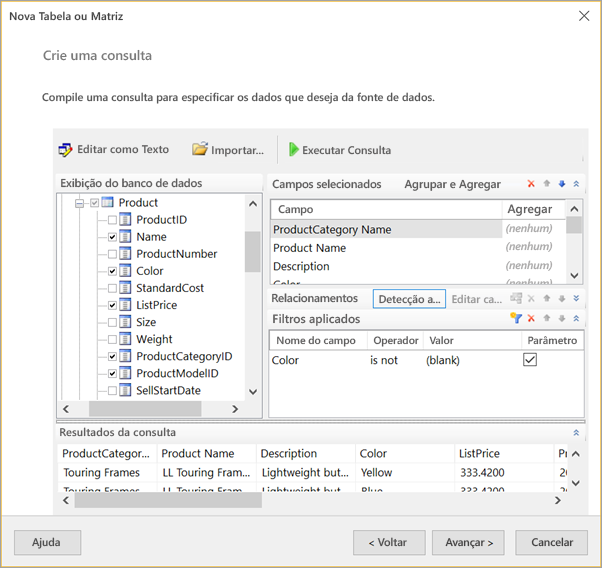 Nova Tabela ou Matriz
Crie uma consulta
Compile uma consulta para especificar os dados que deseja da fonte de dados.
Editar como Texto Importar... Executar Consulta
Exibição do banco de dados
Product
ProductID
Name
ProductNumber
Color
StandardCost
ListPrice
Size
Weight
ProductCategoryID
ProductModelID
SellStartDate
Campos selecionados Agrupar e Agregar
Campo Agregar
ProductCategory Name (nenhum)
Product Name (nenhum)
Description (nenhum)
Color (nenhum)
Relacionamentos Detecção a... Editar ca...
Filtros aplicados
Nome do campo Operador Valor Parâmetro
Color is not (blank)
Resultados da consulta
ProductCategor... Product Name Description Color ListPrice
Touring Frames LL Touring Fram... Lightweight but... Yellow 333.4200
Touring Frames LL Touring Fram... Lightweight but... Blue 333.4200
Ajuda < Voltar Avançar > Cancelar